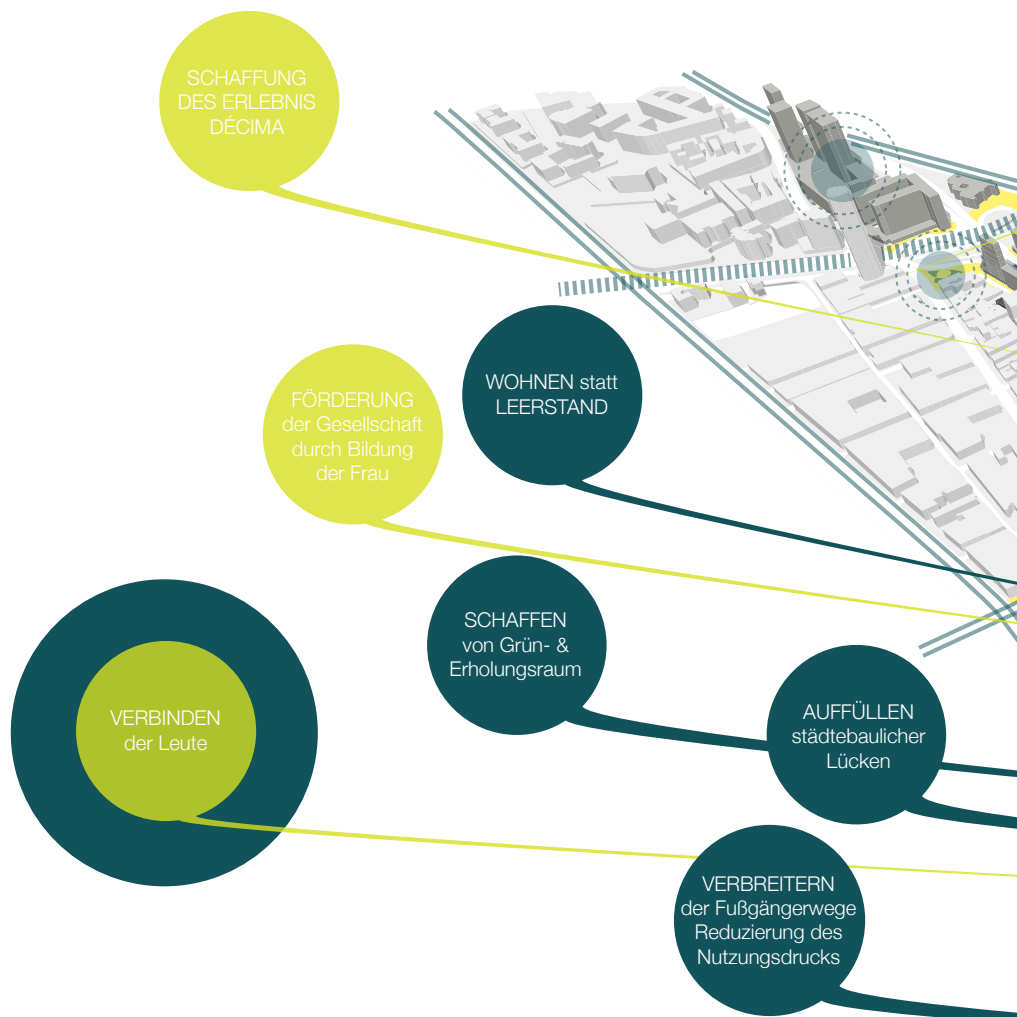 SCHAFFUNG
DES ERLEBNIS
DÉCIMA
WOHNEN statt
LEERSTAND
FÖRDERUNG
der Gesellschaft
durch Bildung
der Frau
SCHAFFEN
von Grün- &
Erholungsraum
VERBINDEN
der Leute
AUFFÜLLEN
städtebaulicher
Lücken
VERBREITERN
der Fußgängerwege
Reduzierung des
Nutzungsdrucks